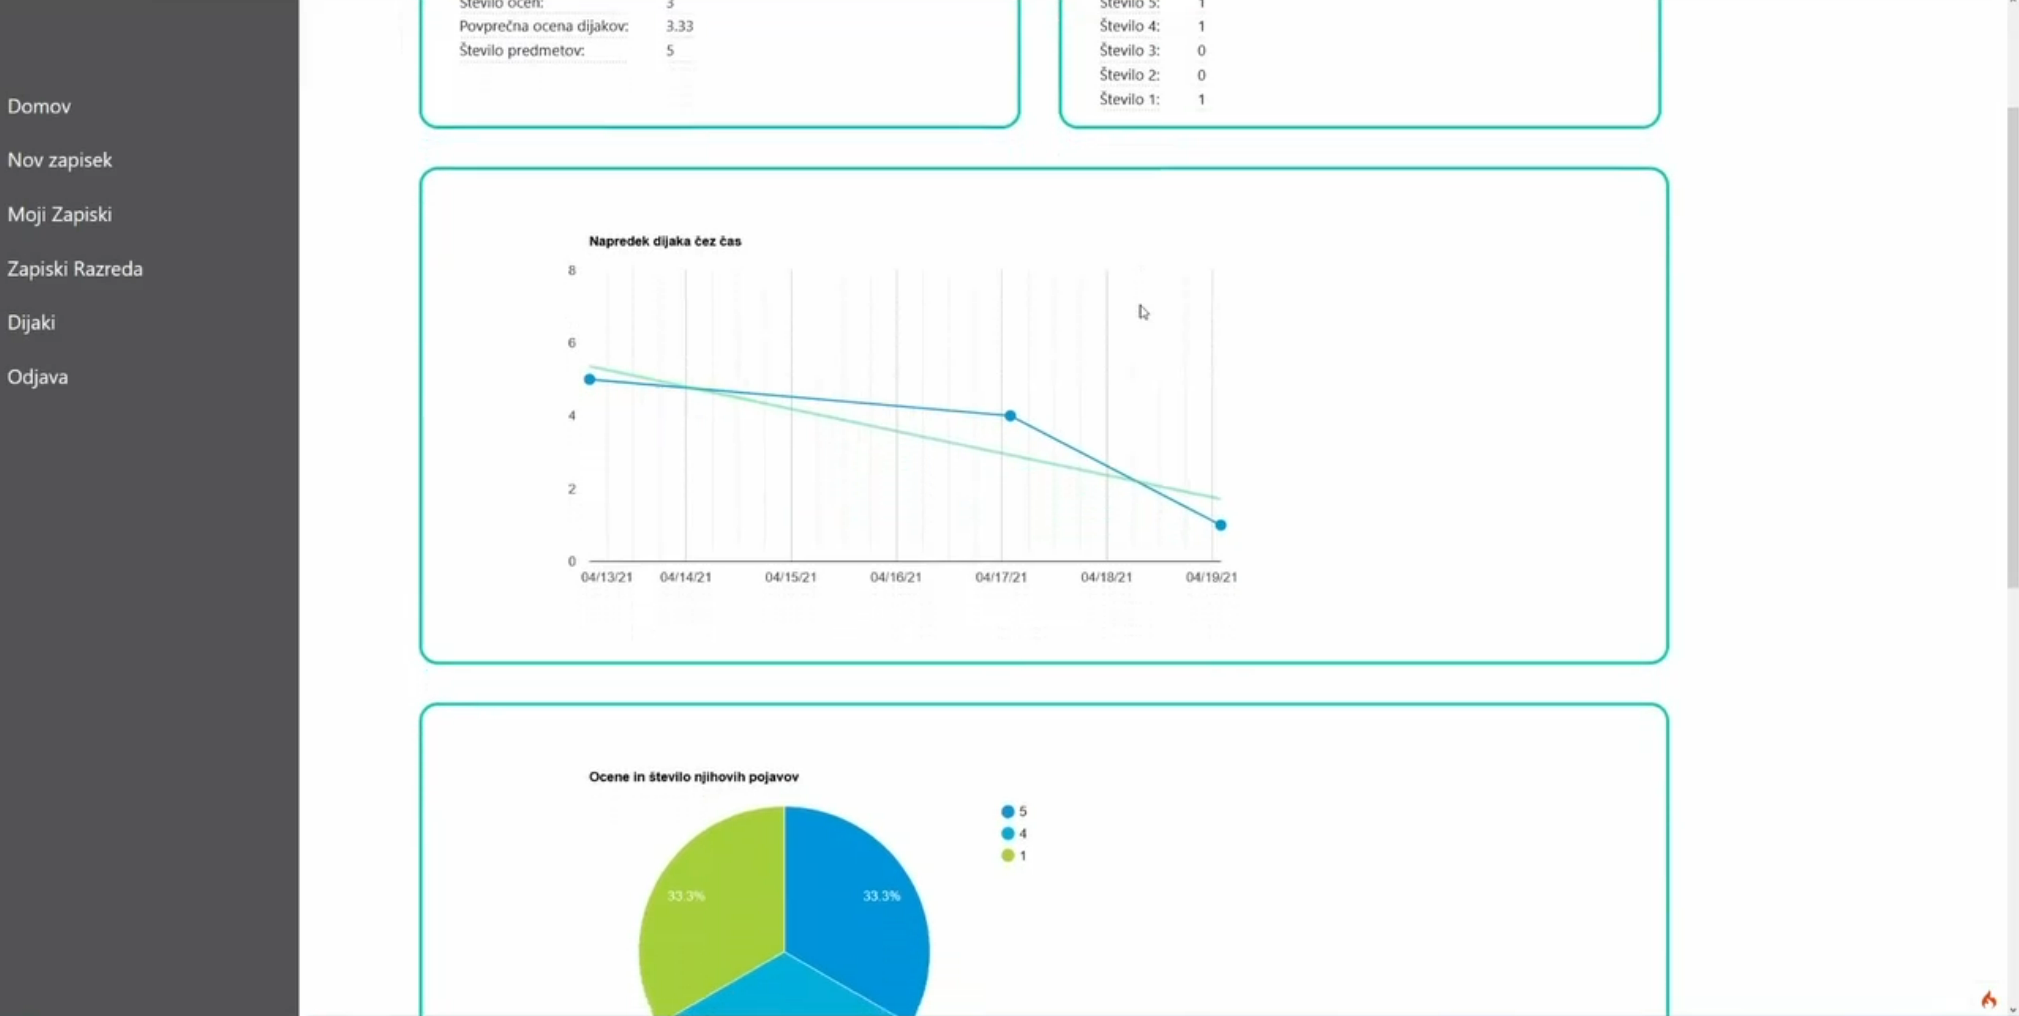 Domov
Nov zapisek
Moji Zapiski
Zapiski Razreda
Dijaki
Odjava
Število ocen: 3
Povprečna ocena dijakov: 3.33
Število predmetov: 5
Število 5: 1
Število 4: 1
Število 3: 0
Število 2: 0
Število 1: 1
Napredek dijaka čez čas
8
6
4
2
0
04/13/21 04/14/21 04/15/21 04/16/21 04/17/21 04/18/21 04/19/21
Ocene in število njihovih pojavov
5
4
1
33.3% 33.3%